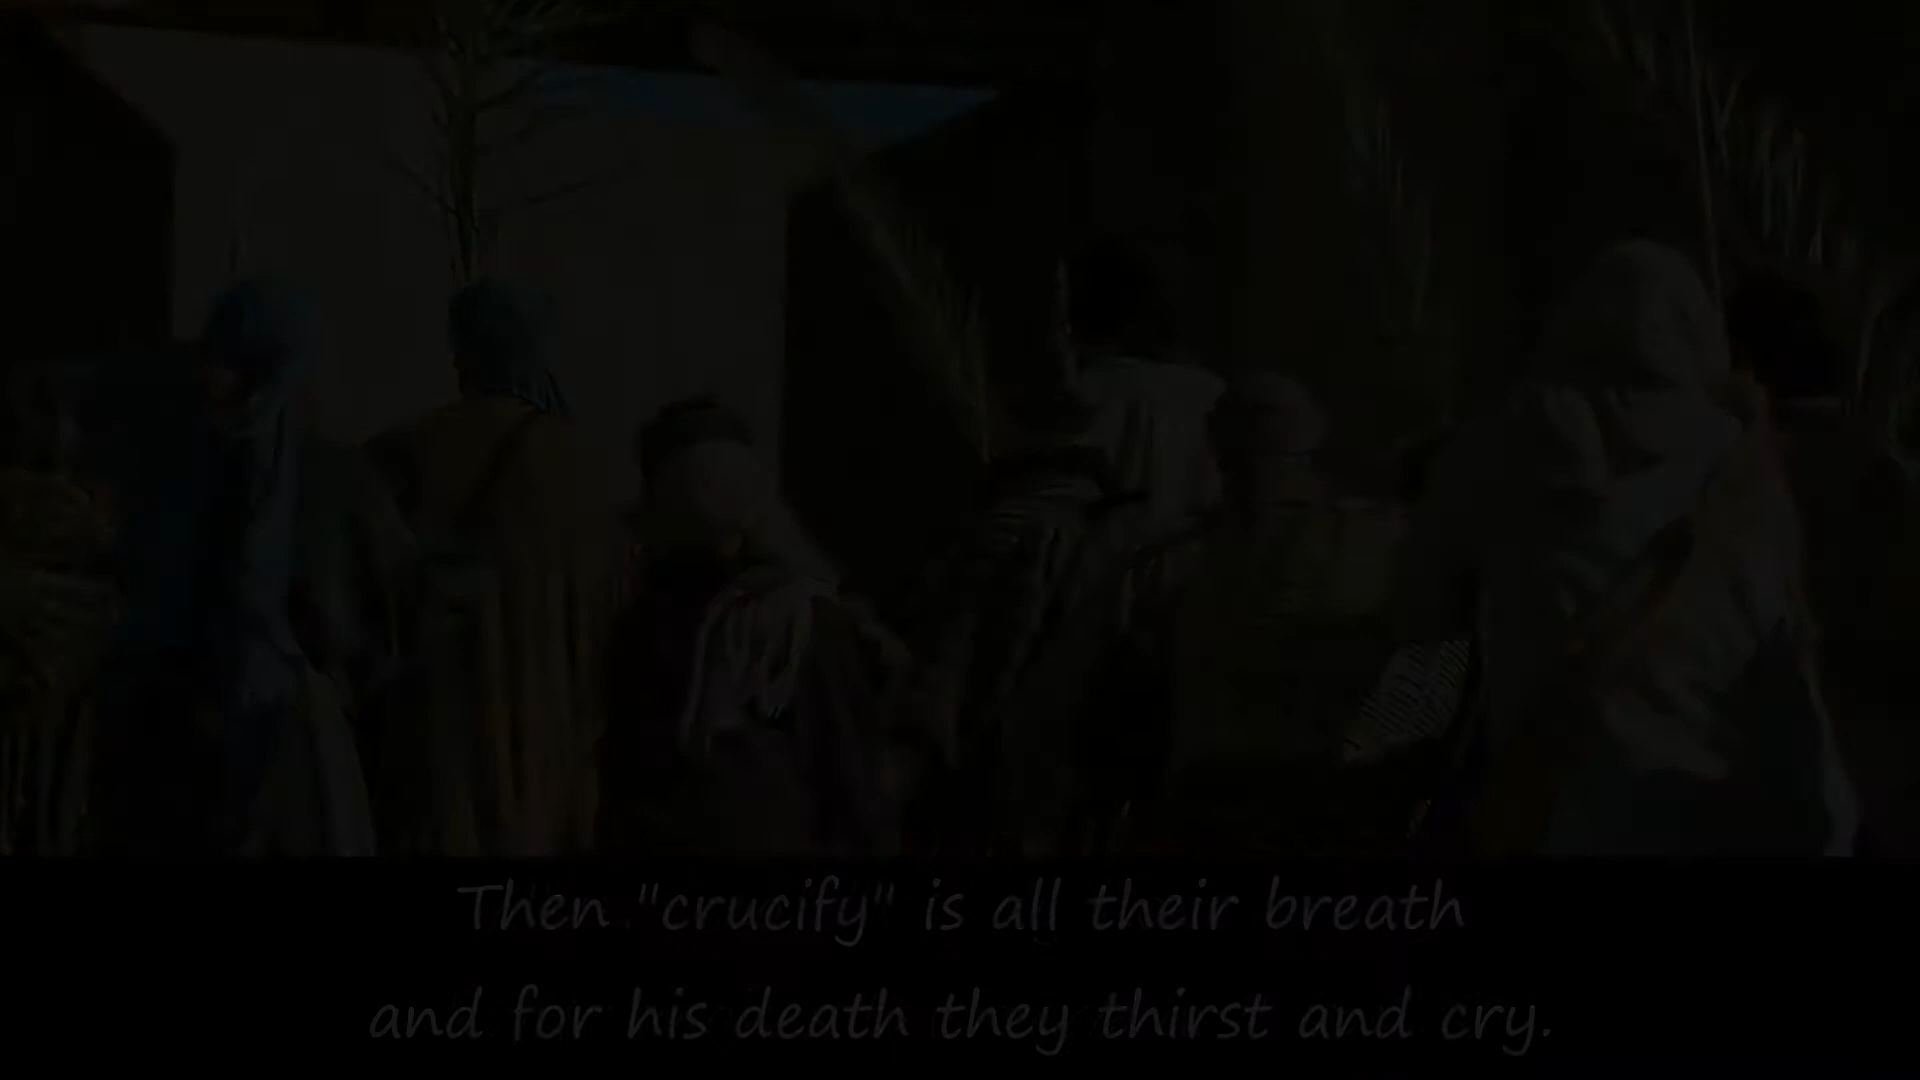 Then "crucify" is all their breath
and for his death they thirst and cry.